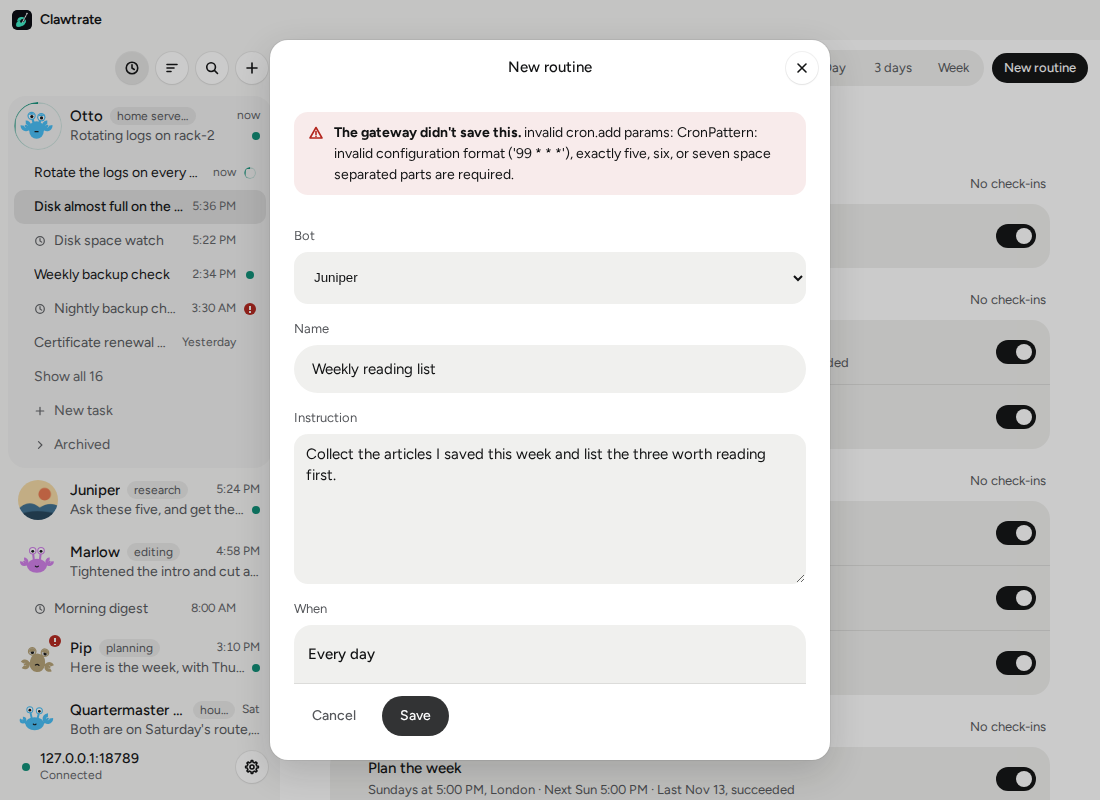 Clawtrate
Otto home serve... now
Rotating logs on rack-2
Rotate the logs on every ... now
Disk almost full on the ... 5:36 PM
Disk space watch 5:22 PM
Weekly backup check 2:34 PM
Nightly backup ch... 3:30 AM
Certificate renewal ... Yesterday
Show all 16
New task
Archived
Juniper research 5:24 PM
Ask these five, and get the...
Marlow editing 4:58 PM
Tightened the intro and cut a...
Morning digest 8:00 AM
Pip planning 3:10 PM
Here is the week, with Thu...
Quartermaster ... hou... Sat
Both are on Saturday's route,...
127.0.0.1:18789
Connected
New routine
The gateway didn't save this. invalid cron.add params: CronPattern:
invalid configuration format ('99 * * *'), exactly five, six, or seven space
separated parts are required.
Bot
Juniper
Name
Weekly reading list
Instruction
Collect the articles I saved this week and list the three worth reading
first.
When
Every day
Cancel Save
3 days Week New routine
No check-ins
No check-ins
No check-ins
No check-ins
Plan the week
Sundays at 5:00 PM, London · Next Sun 5:00 PM · Last Nov 13, succeeded